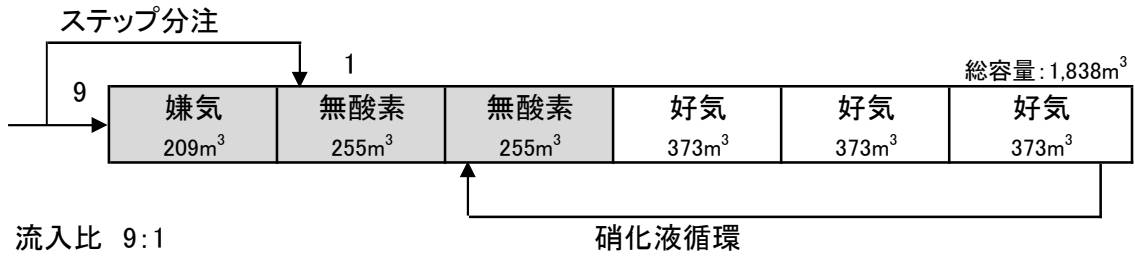 ステップ分注
1
総容量:1,838m³
9
嫌気 無酸素 無酸素 好気 好気 好気
209m³ 255m³ 255m³ 373m³ 373m³ 373m³
流入比 9:1
硝化液循環